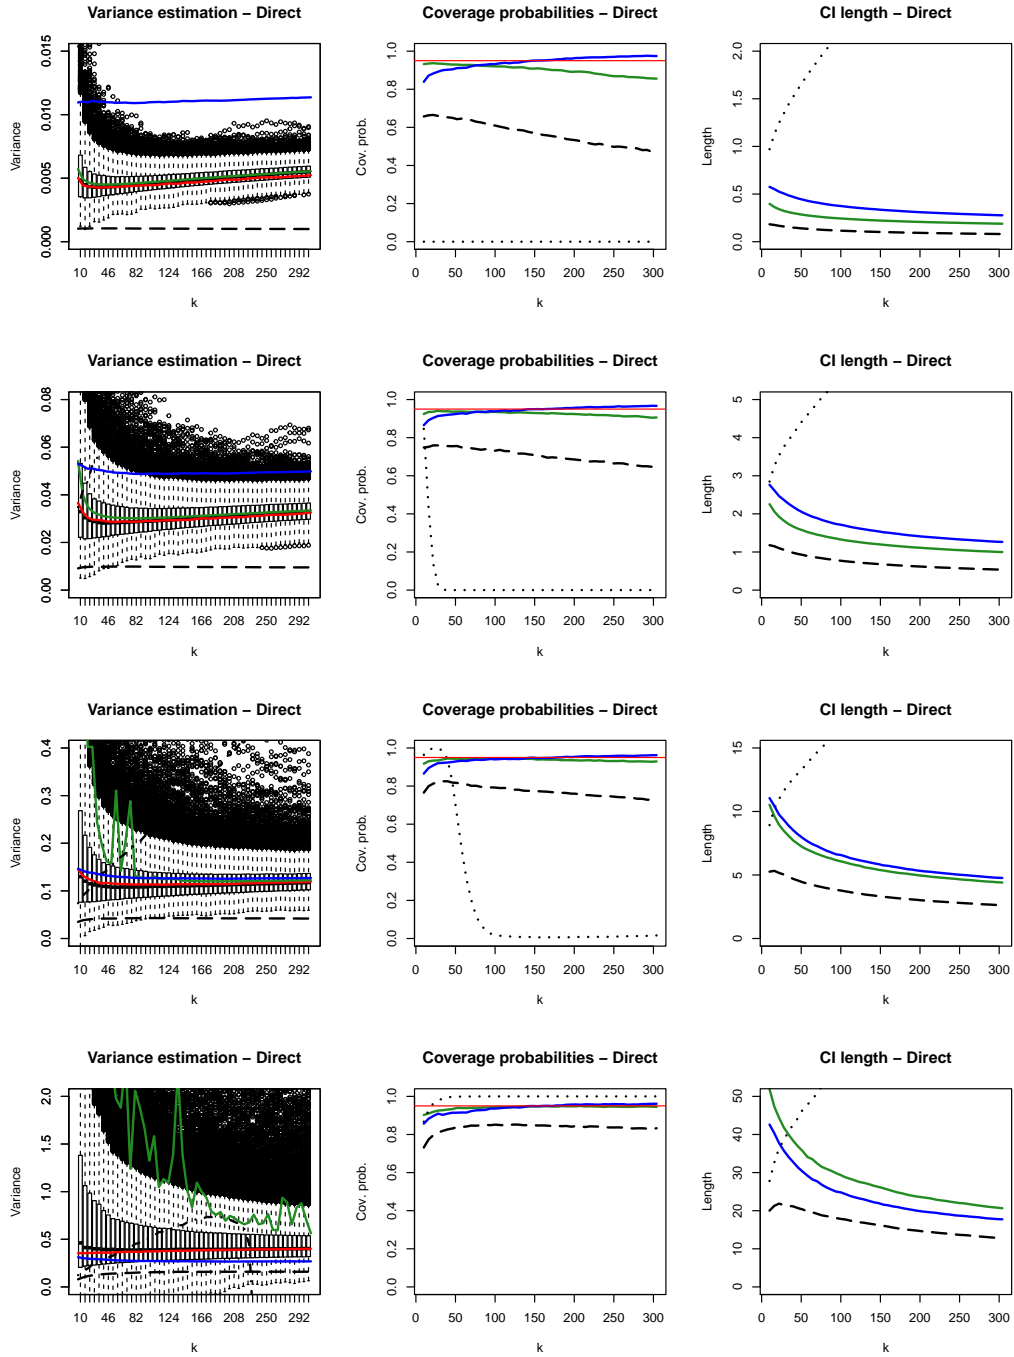 Variance estimation – Direct
Coverage probabilities – Direct
CI length – Direct
Variance
0.000 0.005 0.010 0.015
10 46 82 124 166 208 250 292
k
Cov. prob.
0.0 0.2 0.4 0.6 0.8 1.0
0 50 100 150 200 250 300
k
Length
0.0 0.5 1.0 1.5 2.0
0 50 100 150 200 250 300
k
Variance estimation – Direct
Coverage probabilities – Direct
CI length – Direct
Variance
0.00 0.02 0.04 0.06 0.08
10 46 82 124 166 208 250 292
k
Cov. prob.
0.0 0.2 0.4 0.6 0.8 1.0
0 50 100 150 200 250 300
k
Length
0 1 2 3 4 5
0 50 100 150 200 250 300
k
Variance estimation – Direct
Coverage probabilities – Direct
CI length – Direct
Variance
0.0 0.1 0.2 0.3 0.4
10 46 82 124 166 208 250 292
k
Cov. prob.
0.0 0.2 0.4 0.6 0.8 1.0
0 50 100 150 200 250 300
k
Length
0 5 10 15
0 50 100 150 200 250 300
k
Variance estimation – Direct
Coverage probabilities – Direct
CI length – Direct
Variance
0.0 0.5 1.0 1.5 2.0
10 46 82 124 166 208 250 292
k
Cov. prob.
0.0 0.2 0.4 0.6 0.8 1.0
0 50 100 150 200 250 300
k
Length
0 10 20 30 40 50
0 50 100 150 200 250 300
k